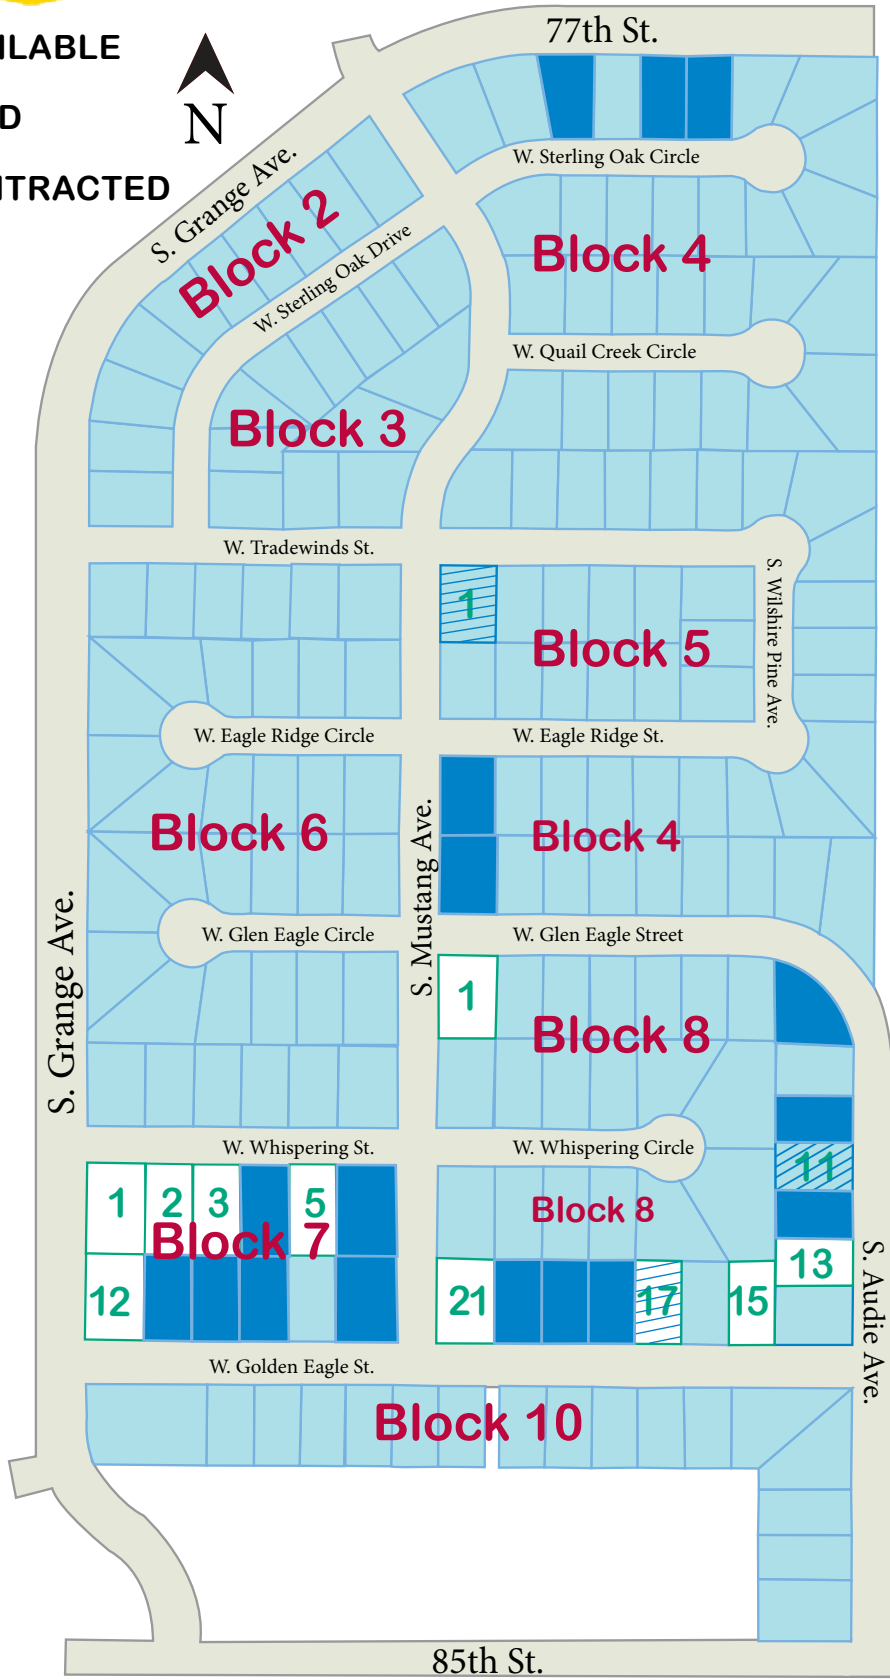 77th St.
ILABLE
N
D
NTRACTED
W. Sterling Oak Circle
S. Grange Ave.
Block 2
W. Sterling Oak Drive
Block 4
W. Quail Creek Circle
Block 3
W. Tradewinds St.
S. Wilshire Pine Ave.
1
Block 5
W. Eagle Ridge Circle
W. Eagle Ridge St.
Block 6
S. Mustang Ave.
Block 4
W. Glen Eagle Circle
W. Glen Eagle Street
S. Grange Ave.
1
Block 8
W. Whispering St.
W. Whispering Circle
11
1
2
3
5
Block 7
Block 8
12
21
17
15
13
S. Audie Ave.
W. Golden Eagle St.
Block 10
85th St.